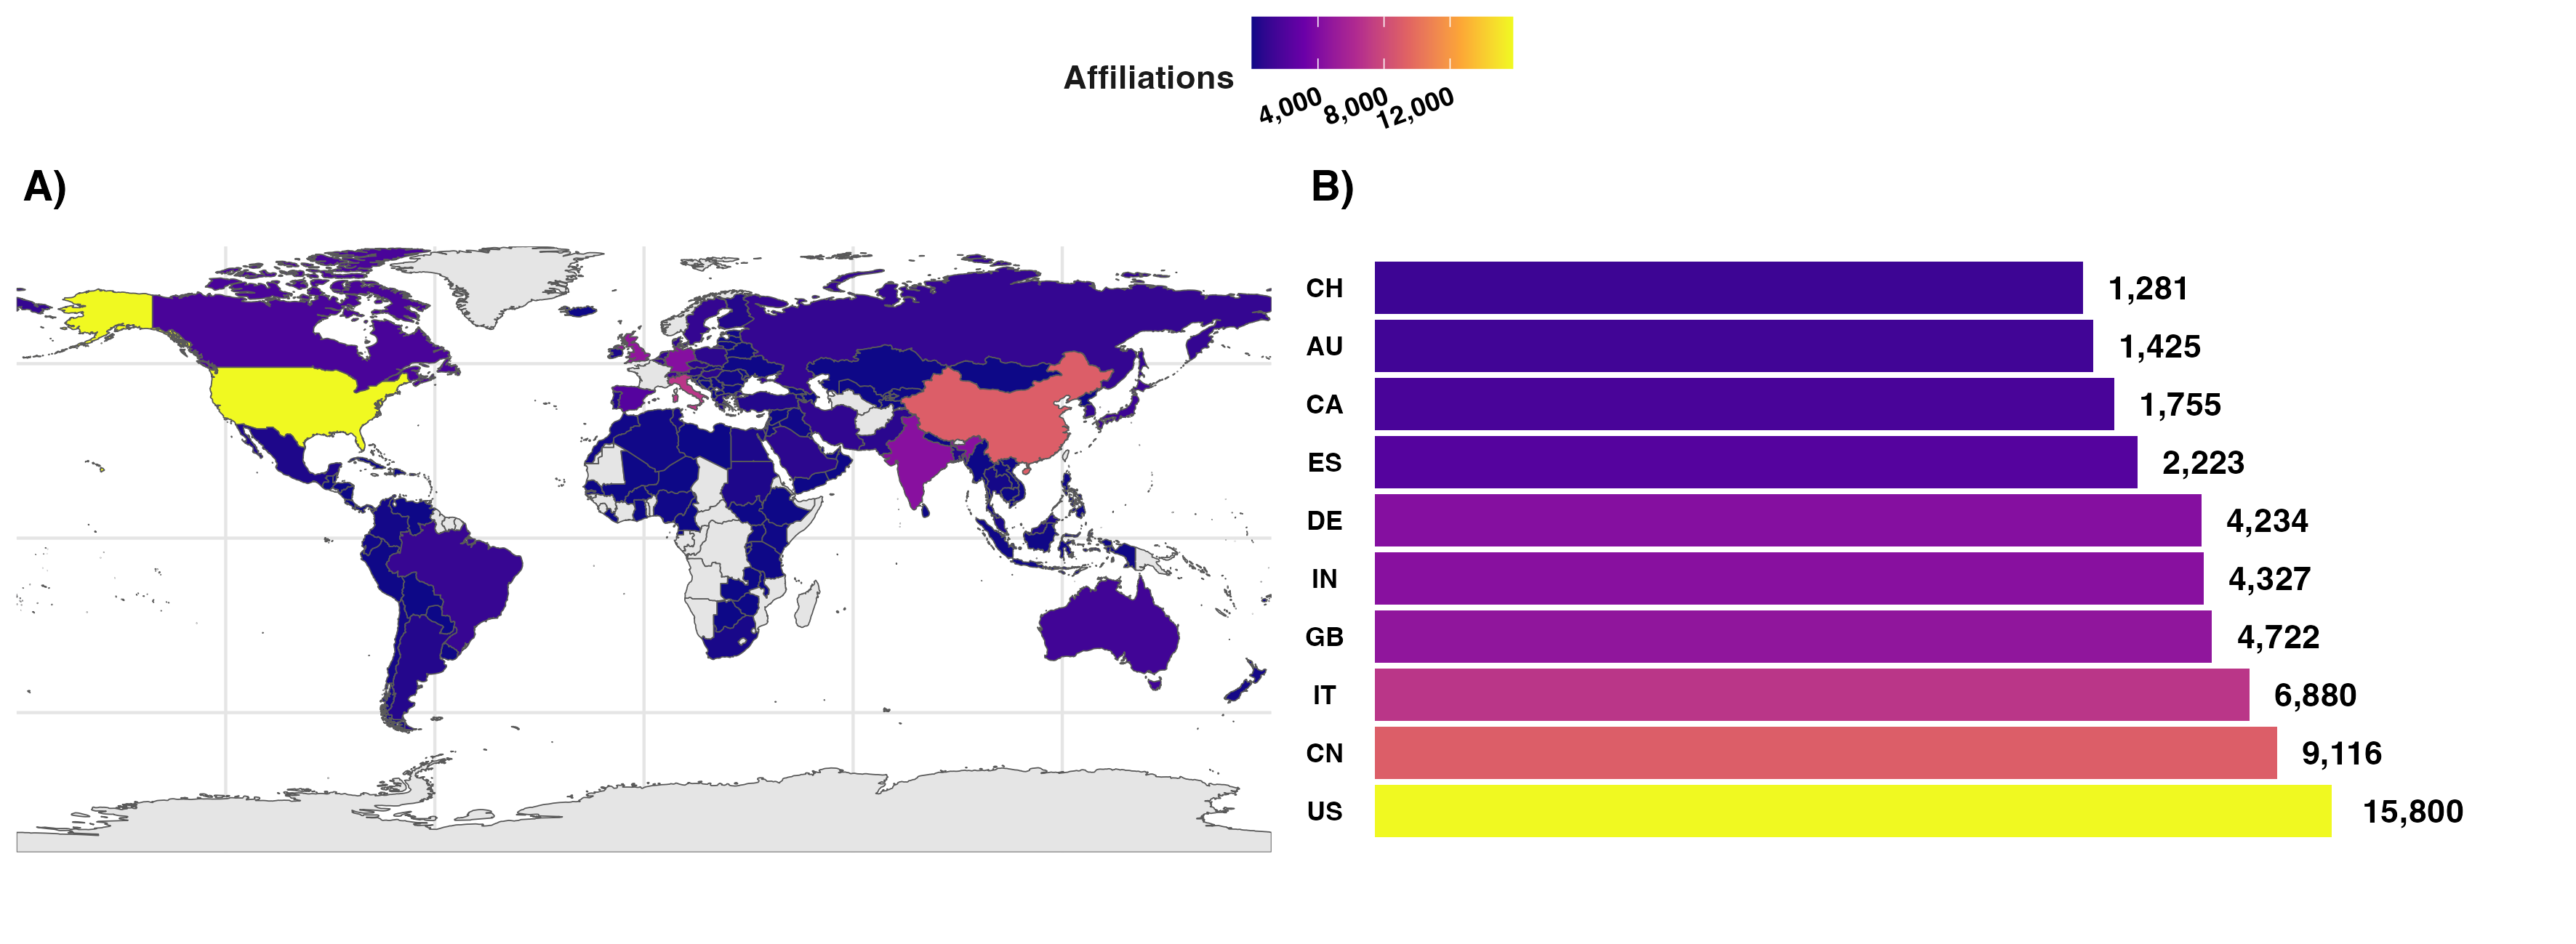 Affiliations
4,000
8,000
12,000
A)
B)
CH 1,281
AU 1,425
CA 1,755
ES 2,223
DE 4,234
IN 4,327
GB 4,722
IT 6,880
CN 9,116
US 15,800